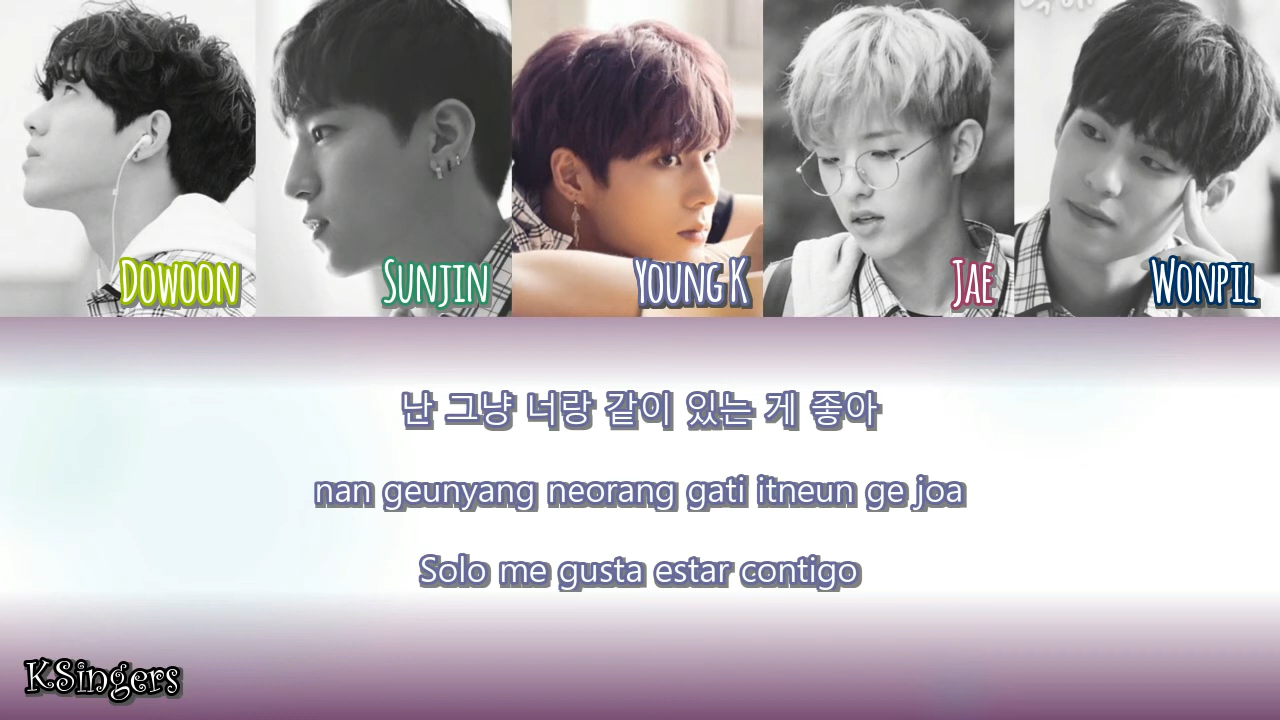 Dowoon
Sunjin
Young K
Jae
Wonpil
난 그냥 너랑 같이 있는 게 좋아
nan geunyang neorang gati itneun ge joa
Solo me gusta estar contigo
KSingers